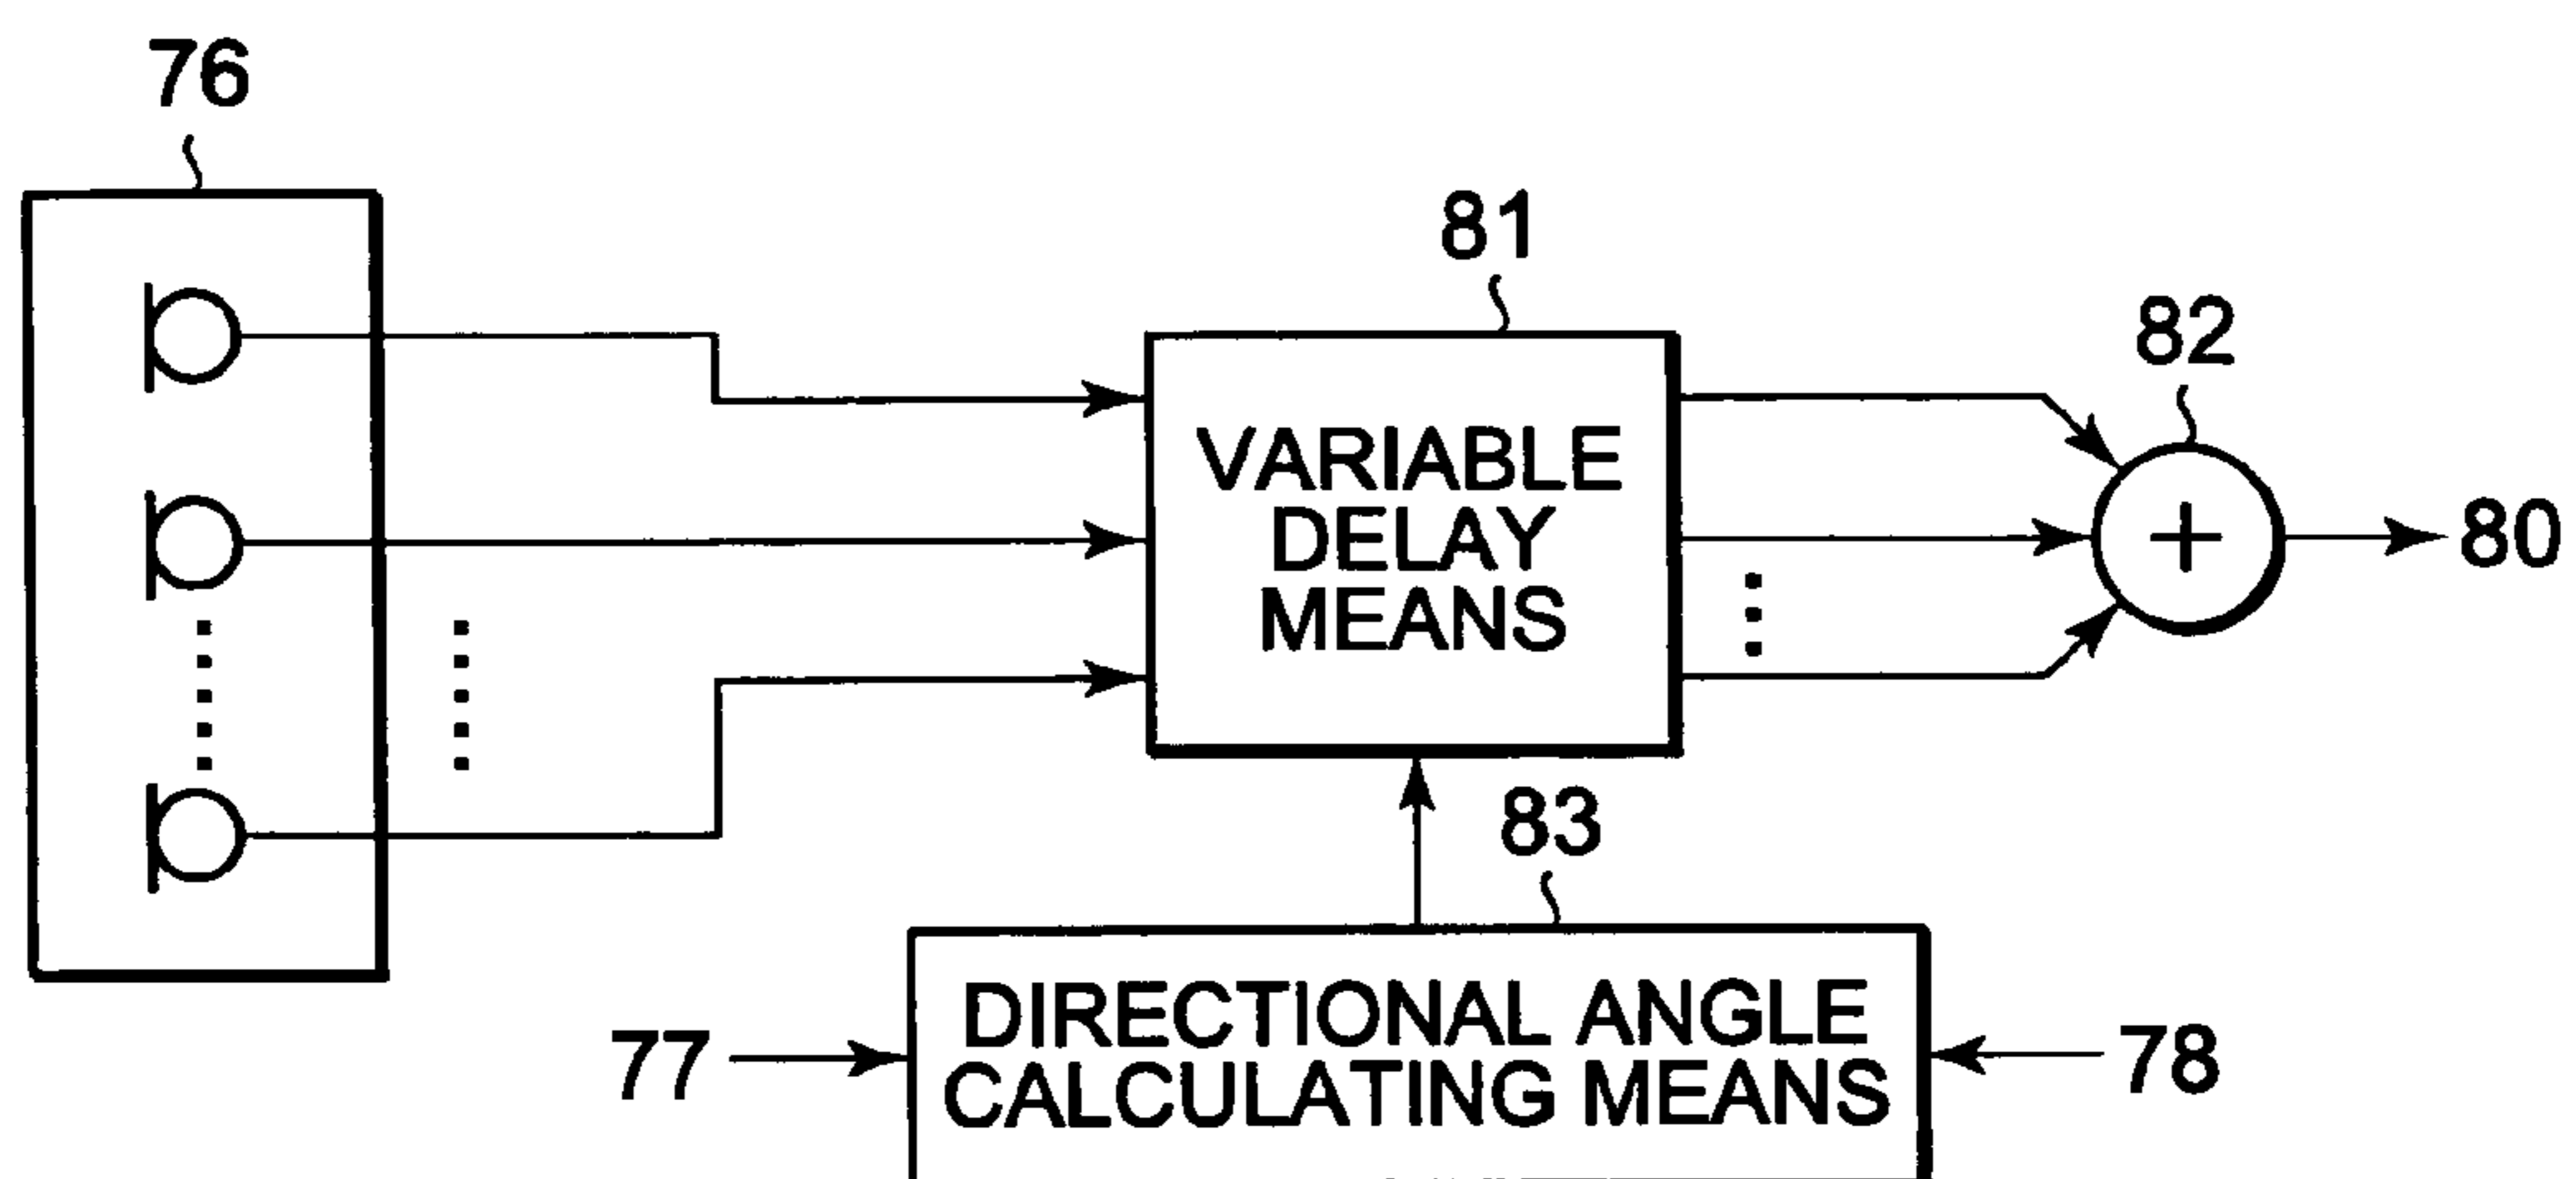 76
81
82
VARIABLE
DELAY
MEANS
+
80
83
DIRECTIONAL ANGLE
CALCULATING MEANS
77
78